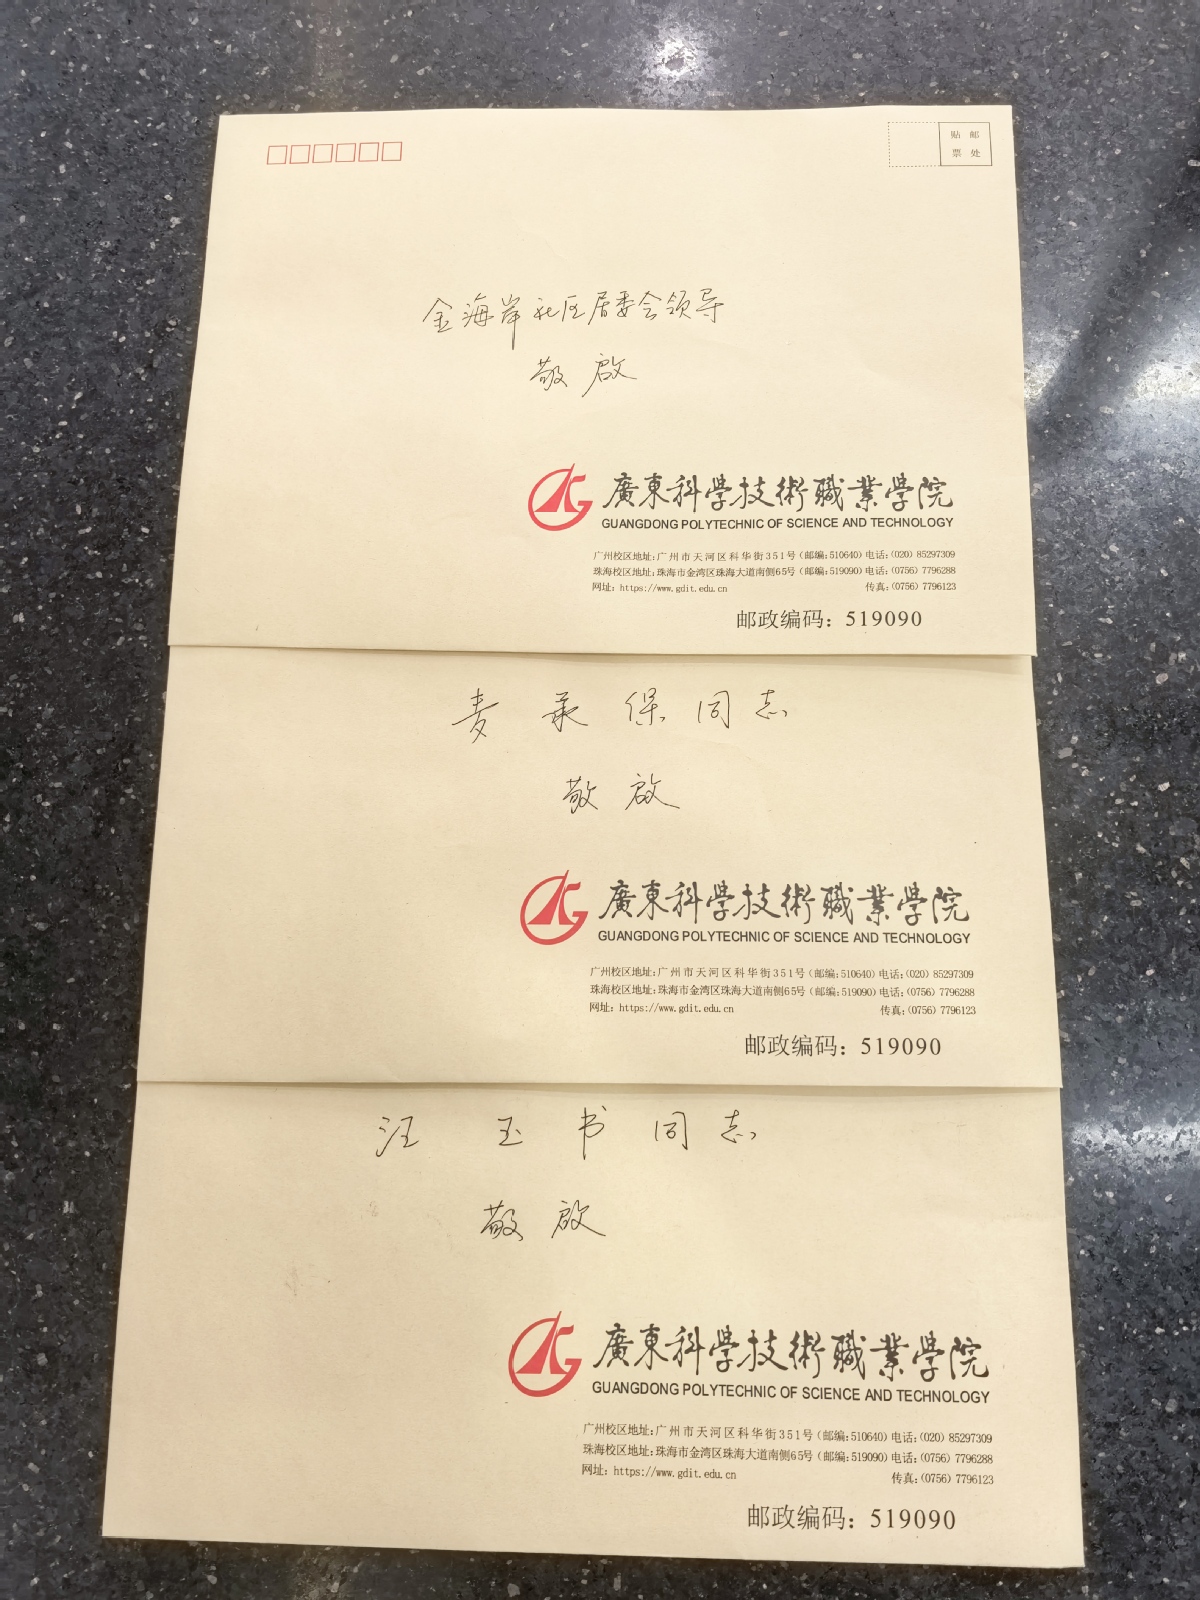 贴 邮
票 处
金海岸社区居委会领导
敬启
廣東科学技術職業学院
GUANGDONG POLYTECHNIC OF SCIENCE AND TECHNOLOGY
广州校区地址:广州市天河区科华街351号(邮编:510640) 电话:(020) 85297309
珠海校区地址:珠海市金湾区珠海大道南侧65号(邮编:519090) 电话:(0756) 7796288
网址: https://www.gdit.edu.cn 传真:(0756) 7796123
邮政编码: 519090
麦承保同志
敬启
廣東科学技術職業学院
GUANGDONG POLYTECHNIC OF SCIENCE AND TECHNOLOGY
广州校区地址:广州市天河区科华街351号(邮编:510640) 电话:(020) 85297309
珠海校区地址:珠海市金湾区珠海大道南侧65号(邮编:519090) 电话:(0756) 7796288
网址: https://www.gdit.edu.cn 传真:(0756) 7796123
邮政编码: 519090
汪玉书同志
敬启
廣東科学技術職業学院
GUANGDONG POLYTECHNIC OF SCIENCE AND TECHNOLOGY
广州校区地址:广州市天河区科华街351号(邮编:510640) 电话:(020) 85297309
珠海校区地址:珠海市金湾区珠海大道南侧65号(邮编:519090) 电话:(0756) 7796288
网址: https://www.gdit.edu.cn 传真:(0756) 7796123
邮政编码: 519090